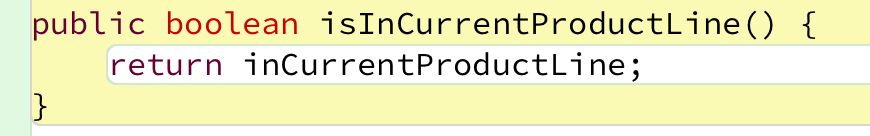 public boolean isInCurrentProductLine() {
    return inCurrentProductLine;
}